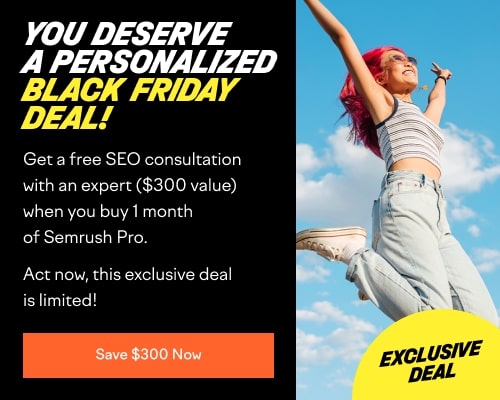 YOU DESERVE
A PERSONALIZED
BLACK FRIDAY
DEAL!
Get a free SEO consultation
with an expert ($300 value)
when you buy 1 month
of Semrush Pro.
Act now, this exclusive deal
is limited!
Save $300 Now
EXCLUSIVE
DEAL